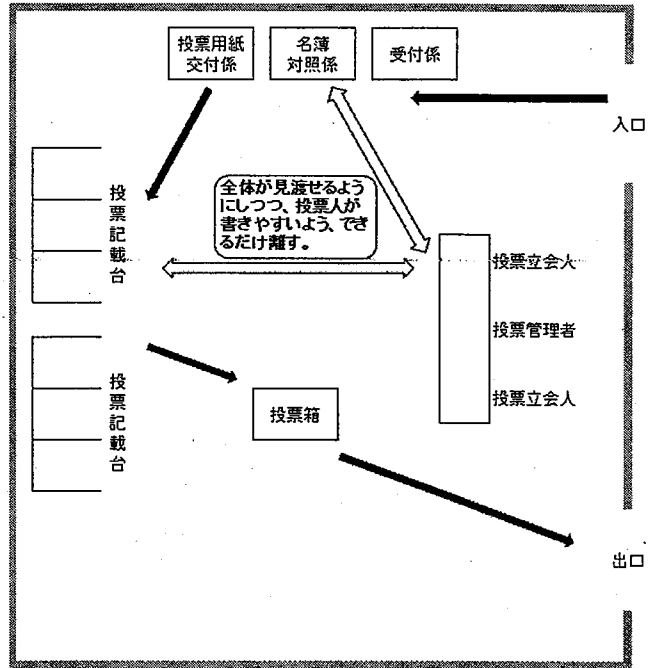 投票用紙
交付係
名簿
対照係
受付係
入口
全体が見渡せるよう
にしつつ、投票人が
書きやすいよう、でき
るだけ離す。
投票記載台
投票立会人
投票管理者
投票立会人
投票記載台
投票箱
出口